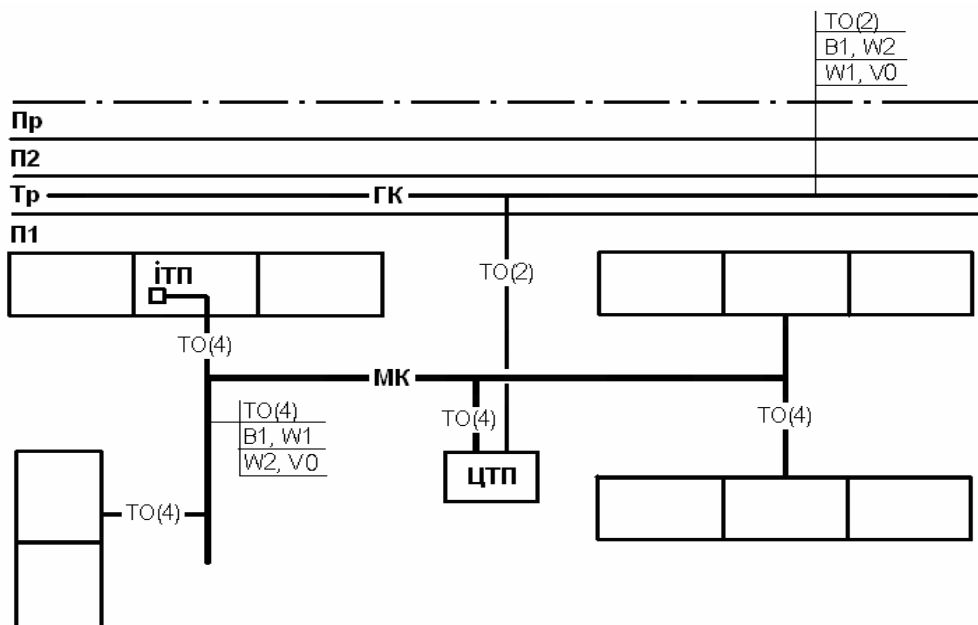 ТО(2)
В1, W2
W1, V0
Пр
П2
Тр
ГК
П1
іТП
ТО(2)
ТО(4)
МК
ТО(4)
В1, W1
W2, V0
ТО(4)
ТО(4)
ЦТП
ТО(4)